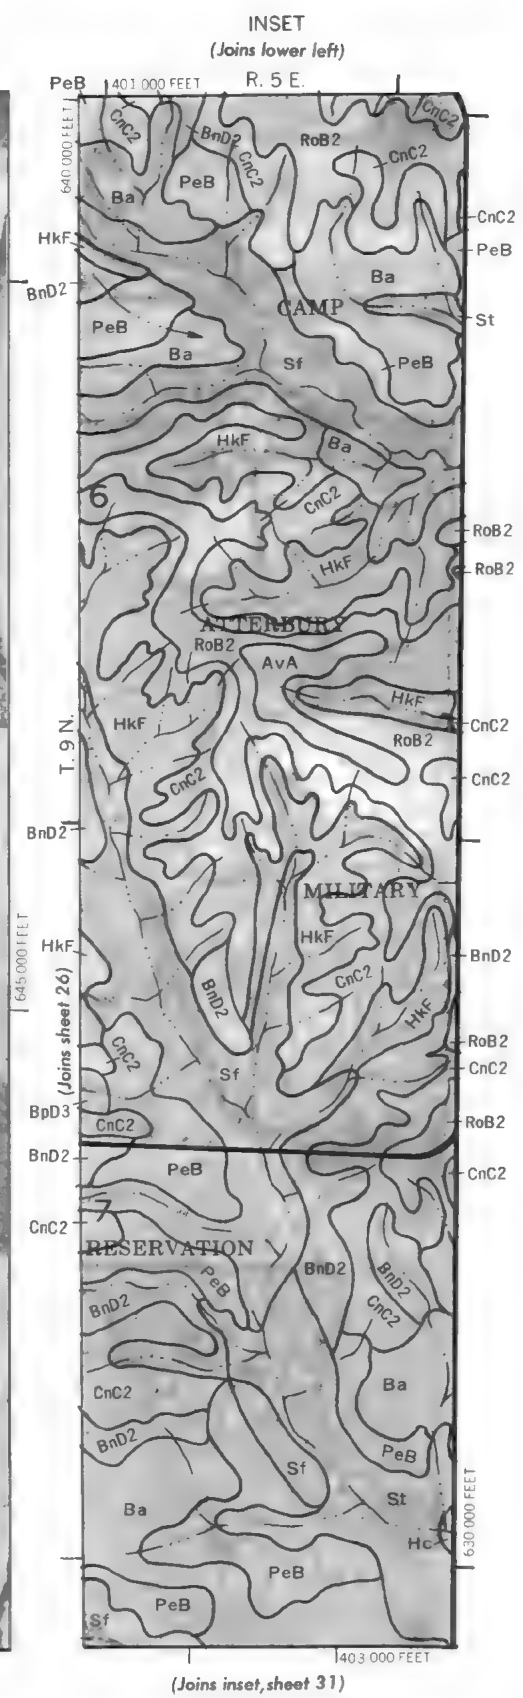 INSET
(Joins lower left)
PeB
401 000 FEET
R. 5 E.
640 000 FEET
CnC2
BnD2
CnC2
RoB2
CnC2
CnC2
PeB
Ba
CnC2
HkF
PeB
Ba
BnD2
CAMP
St
PeB
Ba
Sf
PeB
HkF
Ba
6
CnC2
RoB2
HkF
RoB2
ATTERBURY
RoB2
AvA
HkF
HkF
CnC2
RoB2
T. 9 N.
CnC2
CnC2
BnD2
MILITARY
HkF
HkF
BnD2
645 000 FEET
(Joins sheet 26)
CnC2
BnD2
HkF
RoB2
CnC2
Sf
CnC2
BpD3
CnC2
RoB2
BnD2
PeB
CnC2
7
CnC2
RESERVATION
BnD2
BnD2
PeB
BnD2
CnC2
CnC2
Ba
BnD2
PeB
Sf
St
Ba
Hc
630 000 FEET
PeB
PeB
Sf
403 000 FEET
(Joins inset, sheet 31)